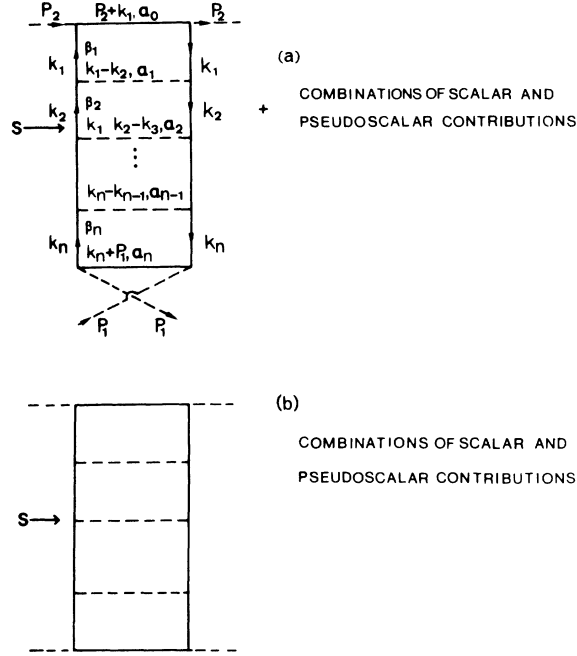 P₂ P₂+k₁, a₀ P₂
β₁
k₁ k₁-k₂, a₁ k₁
(a)
k₂ β₂ k₂
+ COMBINATIONS OF SCALAR AND
PSEUDOSCALAR CONTRIBUTIONS
S
k₁ k₂-k₃, a₂
kₙ-kₙ₋₁, aₙ₋₁
βₙ
kₙ kₙ+P₁, aₙ kₙ
P₁ P₁
(b)
COMBINATIONS OF SCALAR AND
PSEUDOSCALAR CONTRIBUTIONS
S